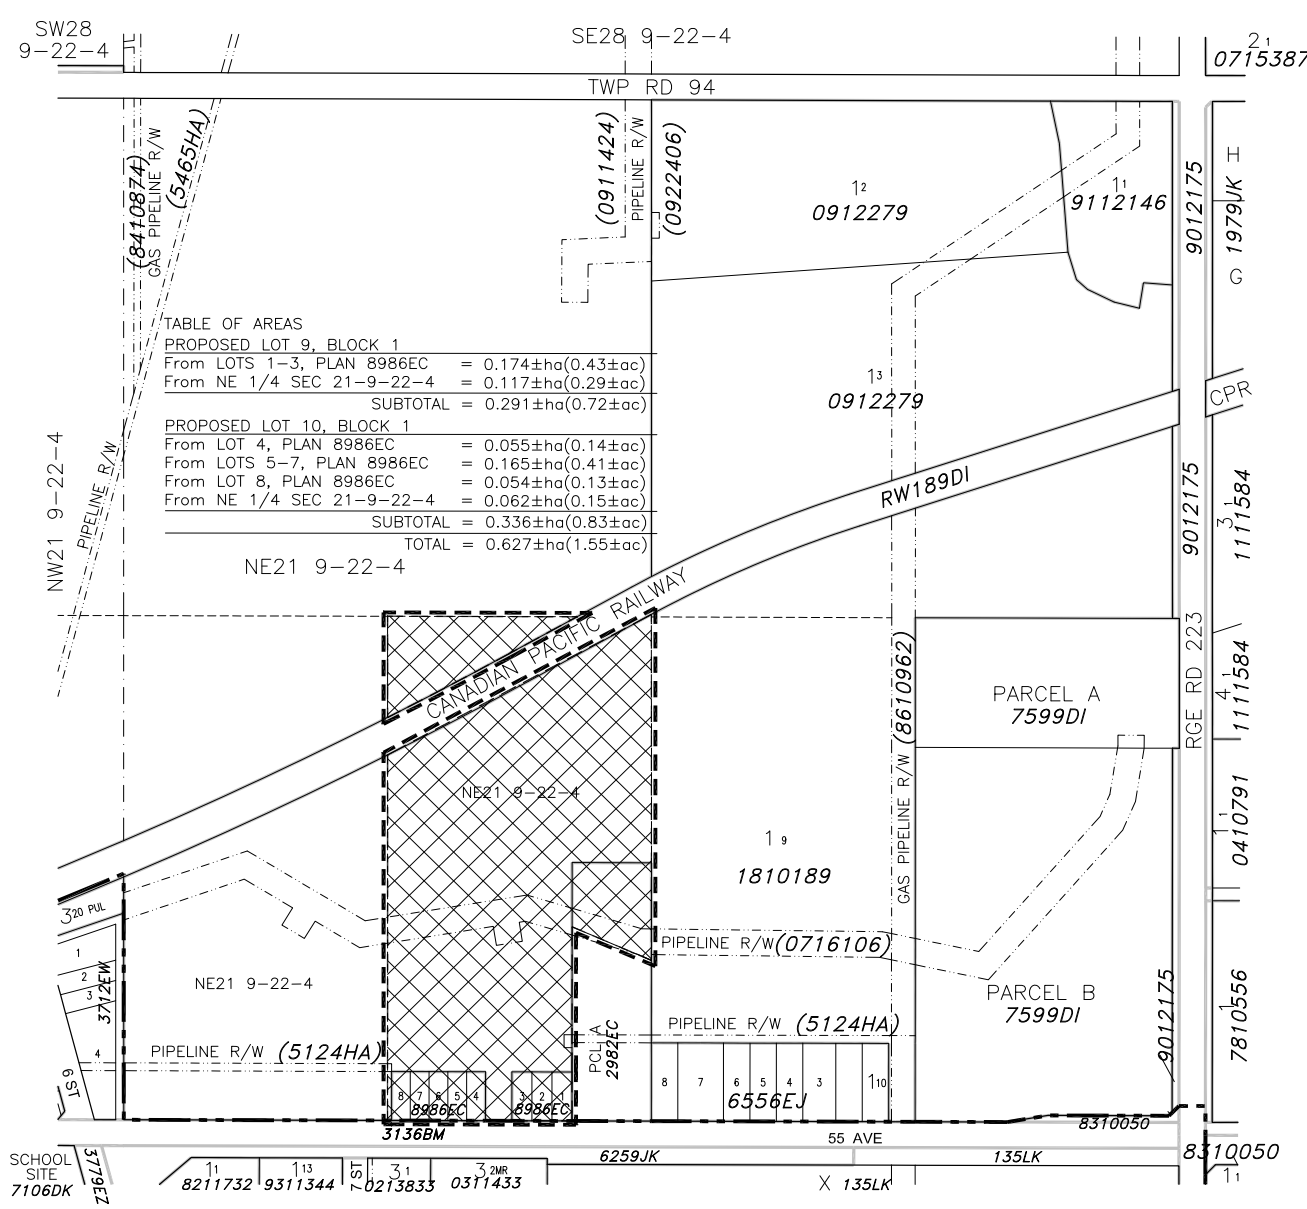 SW28
9-22-4
SE28 9-22-4
2 1
0715387
TWP RD 94
(8410874)
GAS PIPELINE R/W
(5465HA)
(0911424)
PIPELINE R/W
(0922406)
1 2
0912279
1 1
9112146
9012175
H
1979JK
G
TABLE OF AREAS
PROPOSED LOT 9, BLOCK 1
From LOTS 1-3, PLAN 8986EC = 0.174±ha(0.43±ac)
From NE 1/4 SEC 21-9-22-4 = 0.117±ha(0.29±ac)
SUBTOTAL = 0.291±ha(0.72±ac)
PROPOSED LOT 10, BLOCK 1
From LOT 4, PLAN 8986EC = 0.055±ha(0.14±ac)
From LOTS 5-7, PLAN 8986EC = 0.165±ha(0.41±ac)
From LOT 8, PLAN 8986EC = 0.054±ha(0.13±ac)
From NE 1/4 SEC 21-9-22-4 = 0.062±ha(0.15±ac)
SUBTOTAL = 0.336±ha(0.83±ac)
TOTAL = 0.627±ha(1.55±ac)
1 3
0912279
CPR
RW189DI
NW21 9-22-4
PIPELINE R/W
NE21 9-22-4
9012175
3 1
1111584
CANADIAN PACIFIC RAILWAY
(8610962)
GAS PIPELINE R/W
PARCEL A
7599DI
RGE RD 223
4 1
1111584
NE21 9-22-4
1 9
1810189
1 1
0410791
3 20 PUL
1
2
3
4
3712EW
NE21 9-22-4
PIPELINE R/W (0716106)
PARCEL B
7599DI
9012175
1
7810556
PIPELINE R/W (5124HA)
PCL. A
2982EC
PIPELINE R/W (5124HA)
6 ST
8 7 6 5 4
8986EC
3 2 1
8986EC
8 7 6 5 4 3
1 10
6556EJ
3136BM
55 AVE
8310050
8310050
SCHOOL
SITE
7106DK
3779EZ
1 1
8211732
1 13
9311344
7 ST
3 1
0213833
3 2MR
0311433
6259JK
X 135LK
135LK
1 1